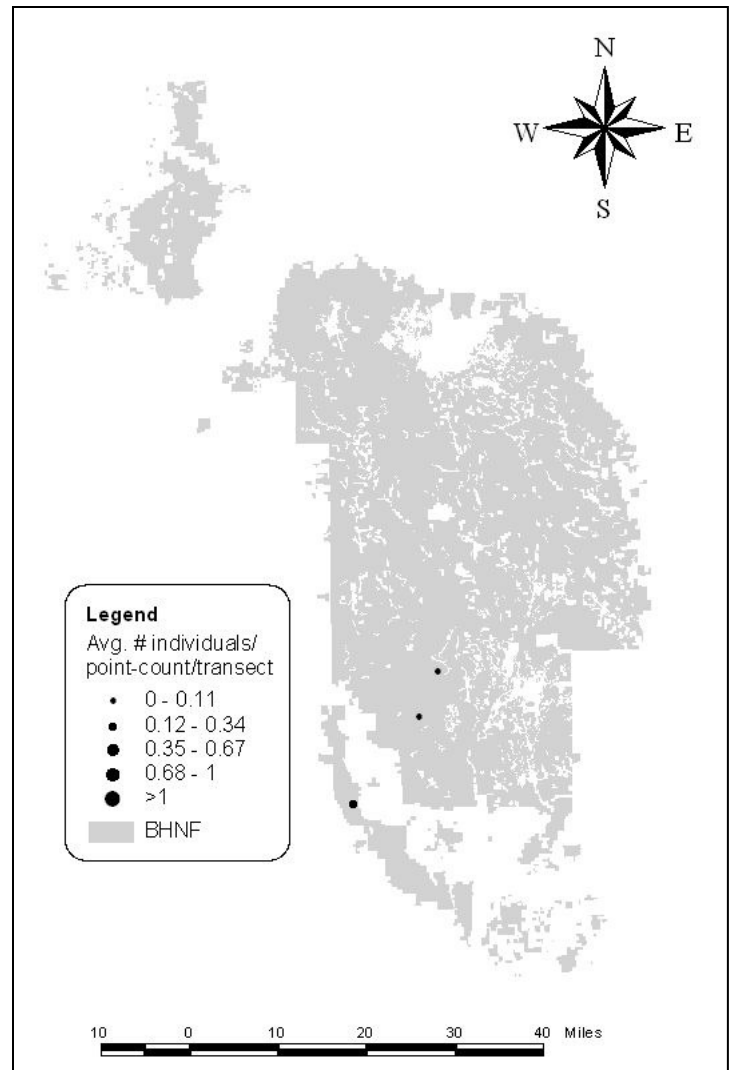 N
W E
S
Legend
Avg. # individuals/
point-count/transect
0 - 0.11
0.12 - 0.34
0.35 - 0.67
0.68 - 1
>1
BHNF
10 0 10 20 30 40 Miles